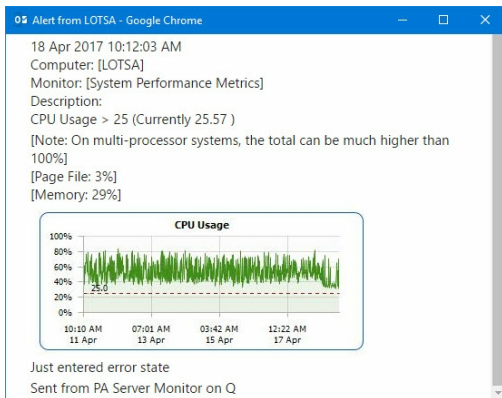 Alert from LOTSA - Google Chrome
18 Apr 2017 10:12:03 AM
Computer: [LOTSA]
Monitor: [System Performance Metrics]
Description:
CPU Usage > 25 (Currently 25.57 )
[Note: On multi-processor systems, the total can be much higher than
100%]
[Page File: 3%]
[Memory: 29%]
CPU Usage
100%
80%
60%
40%
25.0
20%
0%
10:10 AM 07:01 AM 03:42 AM 12:22 AM
11 Apr 13 Apr 15 Apr 17 Apr
Just entered error state
Sent from PA Server Monitor on Q